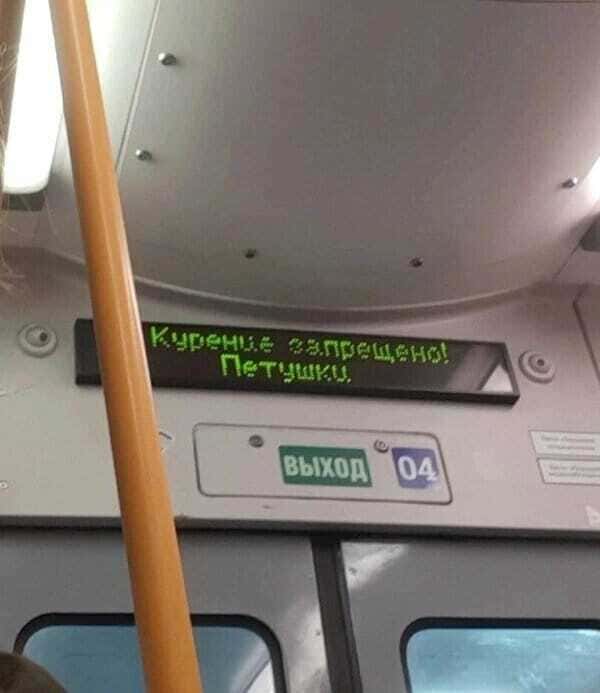 Курение запрещено!
Петушки.
ВЫХОД 04